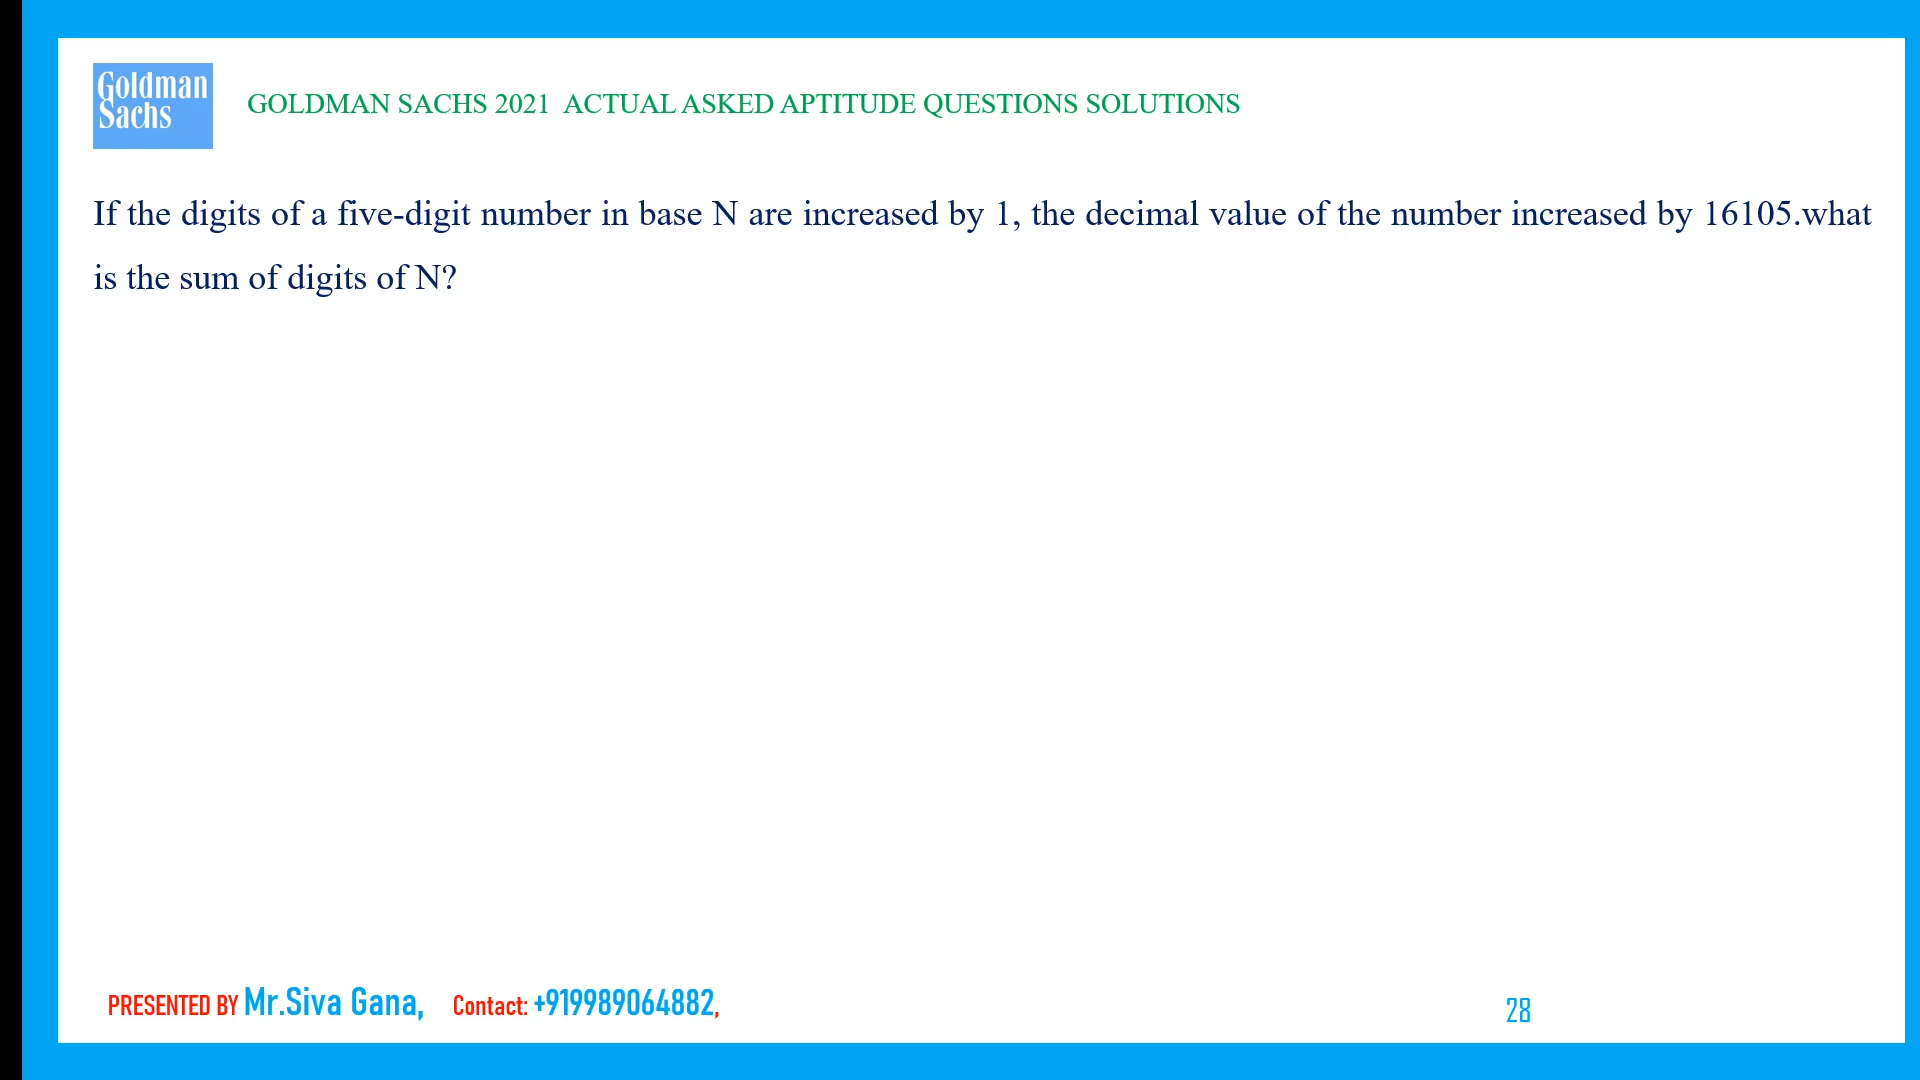 Goldman
Sachs
GOLDMAN SACHS 2021 ACTUAL ASKED APTITUDE QUESTIONS SOLUTIONS
If the digits of a five-digit number in base N are increased by 1, the decimal value of the number increased by 16105.what
is the sum of digits of N?
PRESENTED BY Mr.Siva Gana, Contact: +919989064882,
28